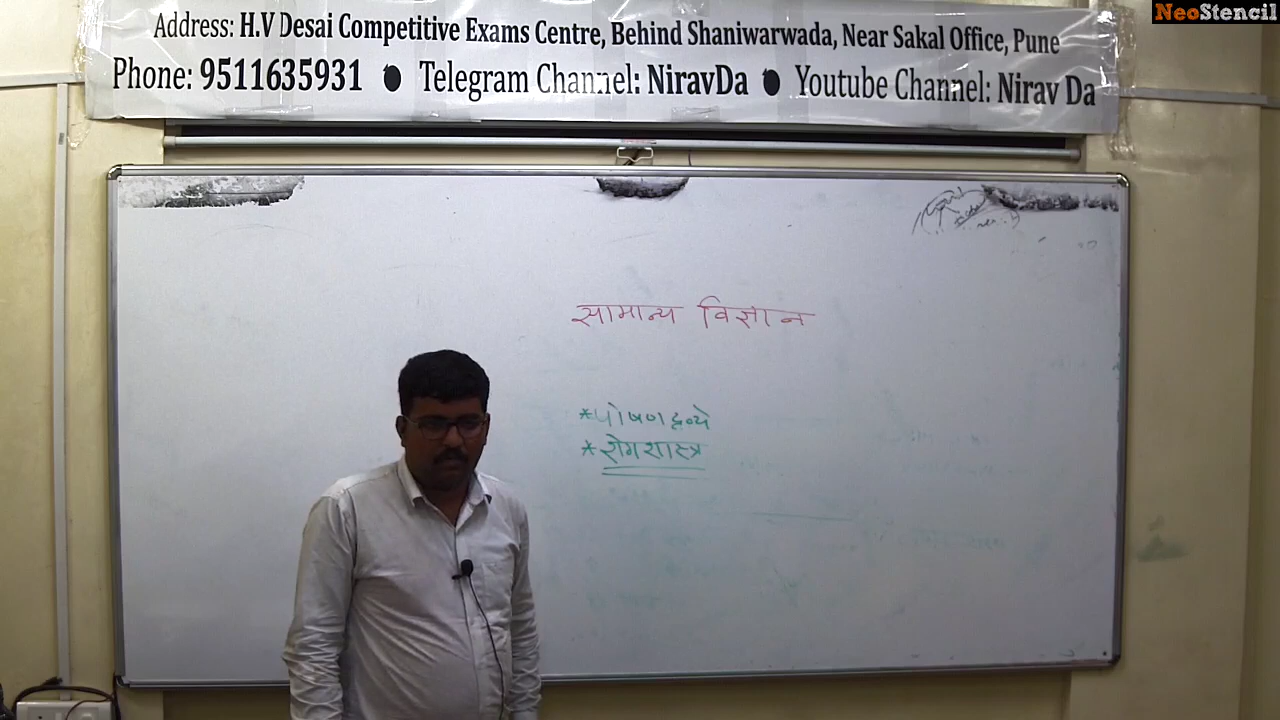 NeoStencil
Address: H.V Desai Competitive Exams Centre, Behind Shaniwarwada, Near Sakal Office, Pune
Phone: 9511635931 ● Telegram Channel: NiravDa ● Youtube Channel: Nirav Da
सामान्य विज्ञान
*पोषणद्रव्ये
*रोगशास्त्र